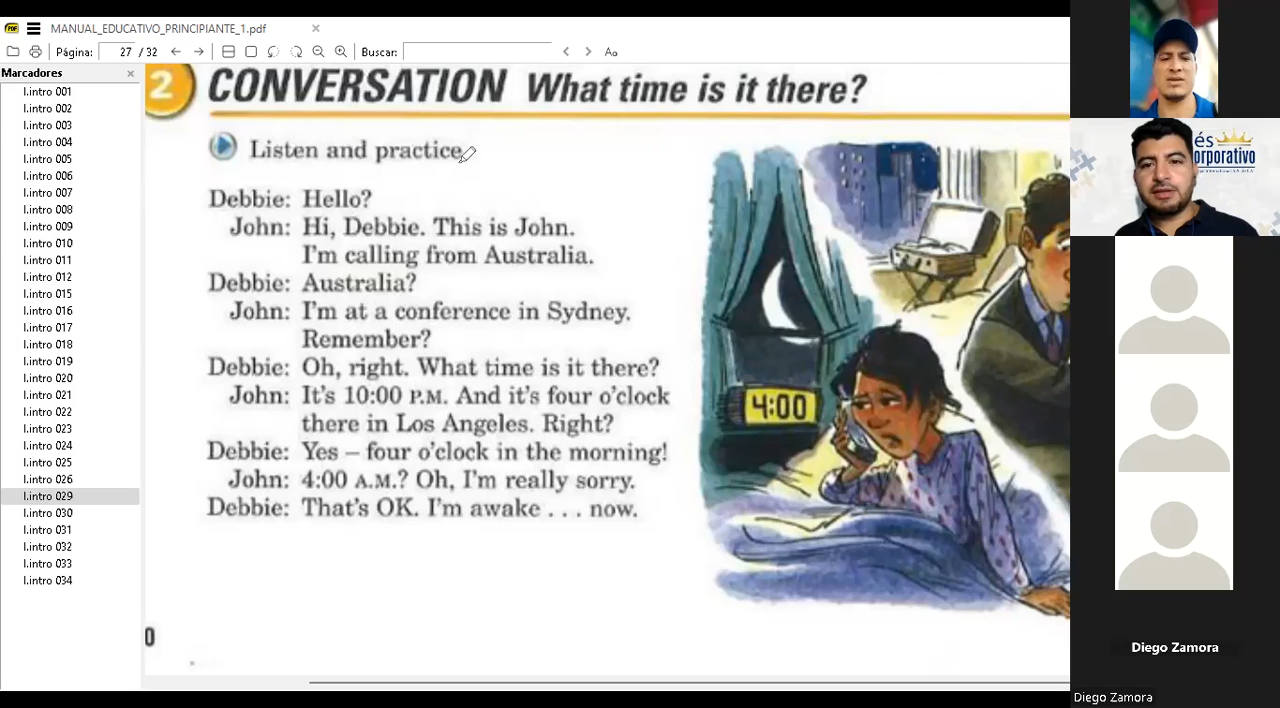 MANUAL_EDUCATIVO_PRINCIPIANTE_1.pdf
Página: 27 / 32 Buscar:
Marcadores
I.intro 001
I.intro 002
I.intro 003
I.intro 004
I.intro 005
I.intro 006
I.intro 007
I.intro 008
I.intro 009
I.intro 010
I.intro 011
I.intro 012
I.intro 015
I.intro 016
I.intro 017
I.intro 018
I.intro 019
I.intro 020
I.intro 021
I.intro 022
I.intro 023
I.intro 024
I.intro 025
I.intro 026
I.intro 029
I.intro 030
I.intro 031
I.intro 032
I.intro 033
I.intro 034
2 CONVERSATION What time is it there?
Listen and practice
Debbie: Hello?
John: Hi, Debbie. This is John.
I'm calling from Australia.
Debbie: Australia?
John: I'm at a conference in Sydney.
Remember?
Debbie: Oh, right. What time is it there?
John: It's 10:00 P.M. And it's four o'clock
there in Los Angeles. Right?
Debbie: Yes – four o'clock in the morning!
John: 4:00 A.M.? Oh, I'm really sorry.
Debbie: That's OK. I'm awake . . . now.
4:00
0
és
orporativo
Diego Zamora
Diego Zamora